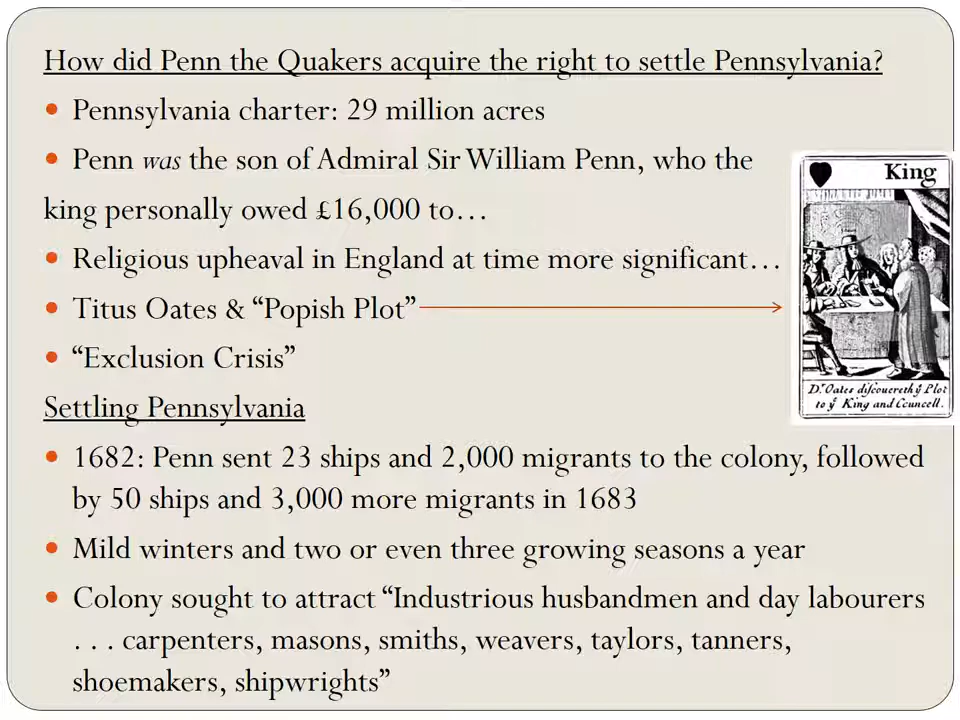 How did Penn the Quakers acquire the right to settle Pennsylvania?
• Pennsylvania charter: 29 million acres
• Penn was the son of Admiral Sir William Penn, who the
king personally owed £16,000 to…
• Religious upheaval in England at time more significant…
• Titus Oates & “Popish Plot”
• “Exclusion Crisis”
King
Dr. Oates discouereth ẏ Plot
to ẏ King and Councell.
Settling Pennsylvania
• 1682: Penn sent 23 ships and 2,000 migrants to the colony, followed
by 50 ships and 3,000 more migrants in 1683
• Mild winters and two or even three growing seasons a year
• Colony sought to attract “Industrious husbandmen and day labourers
. . . carpenters, masons, smiths, weavers, taylors, tanners,
shoemakers, shipwrights”